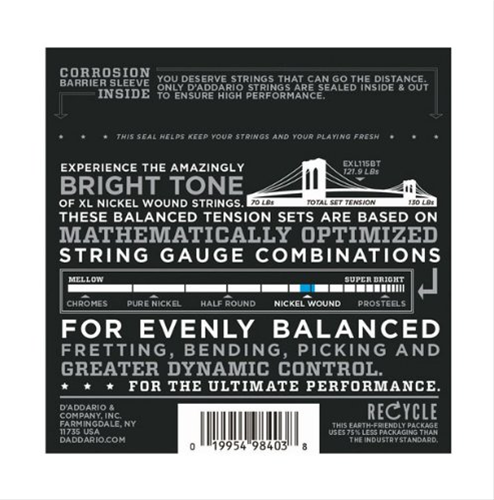 CORROSION
BARRIER SLEEVE
INSIDE
YOU DESERVE STRINGS THAT CAN GO THE DISTANCE.
ONLY D'ADDARIO STRINGS ARE SEALED INSIDE & OUT
TO ENSURE HIGH PERFORMANCE.
THIS SEAL HELPS KEEP YOUR STRINGS AND YOUR PLAYING FRESH
EXPERIENCE THE AMAZINGLY
BRIGHT TONE
OF XL NICKEL WOUND STRINGS.
EXL115BT
121.9 LBs
70 LBs TOTAL SET TENSION 130 LBs
THESE BALANCED TENSION SETS ARE BASED ON
MATHEMATICALLY OPTIMIZED
STRING GAUGE COMBINATIONS
MELLOW SUPER BRIGHT
CHROMES PURE NICKEL HALF ROUND NICKEL WOUND PROSTEELS
FOR EVENLY BALANCED
FRETTING, BENDING, PICKING AND
GREATER DYNAMIC CONTROL.
FOR THE ULTIMATE PERFORMANCE.
D'ADDARIO &
COMPANY, INC.
FARMINGDALE, NY
11735 USA
DADDARIO.COM
0 19954 98403 8
RECYCLE
THIS EARTH-FRIENDLY PACKAGE
USES 75% LESS PACKAGING THAN
THE INDUSTRY STANDARD.